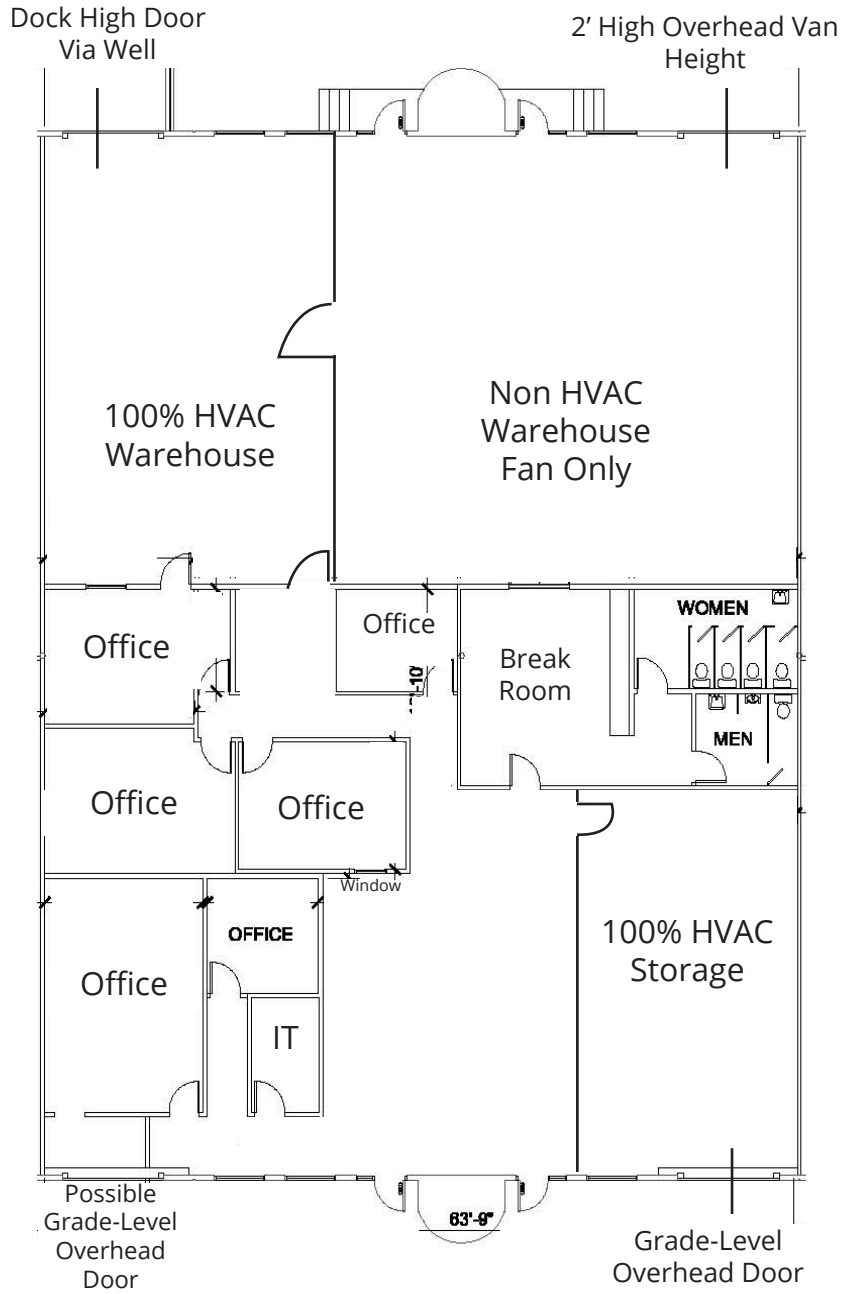 Dock High Door
Via Well
2’ High Overhead Van
Height
100% HVAC
Warehouse
Non HVAC
Warehouse
Fan Only
WOMEN
Office
Office
Break
Room
MEN
Office
Office
Window
OFFICE
100% HVAC
Storage
Office
IT
Possible
Grade-Level
Overhead
Door
63'-9"
Grade-Level
Overhead Door